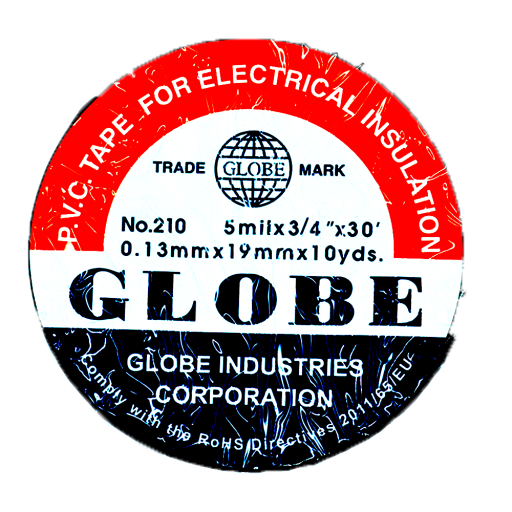 P.V.C. TAPE FOR ELECTRICAL INSULATION
TRADE GLOBE MARK
No.210 5milx3/4"x30'
0.13mmx19mmx10yds.
GLOBE
GLOBE INDUSTRIES
CORPORATION
Comply with the RoHS Directives 2011/65/EU